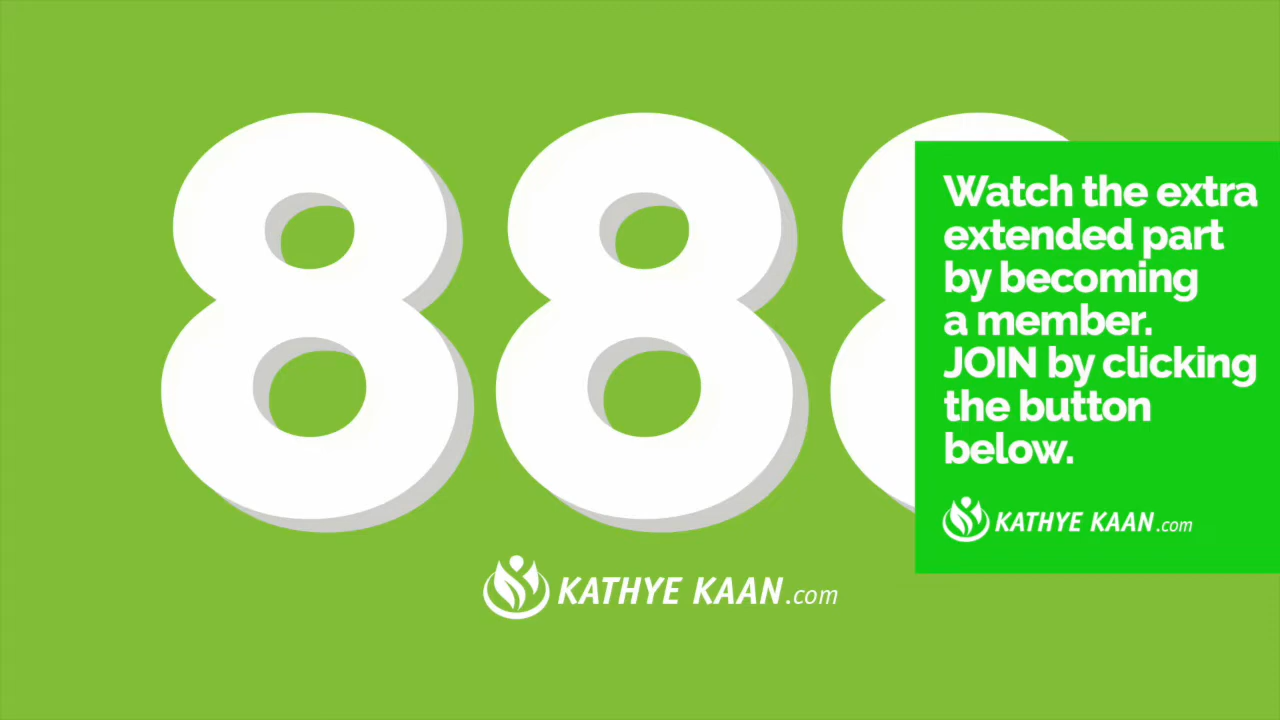 888
Watch the extra
extended part
by becoming
a member.
JOIN by clicking
the button
below.
KATHYE KAAN.com
KATHYE KAAN.com